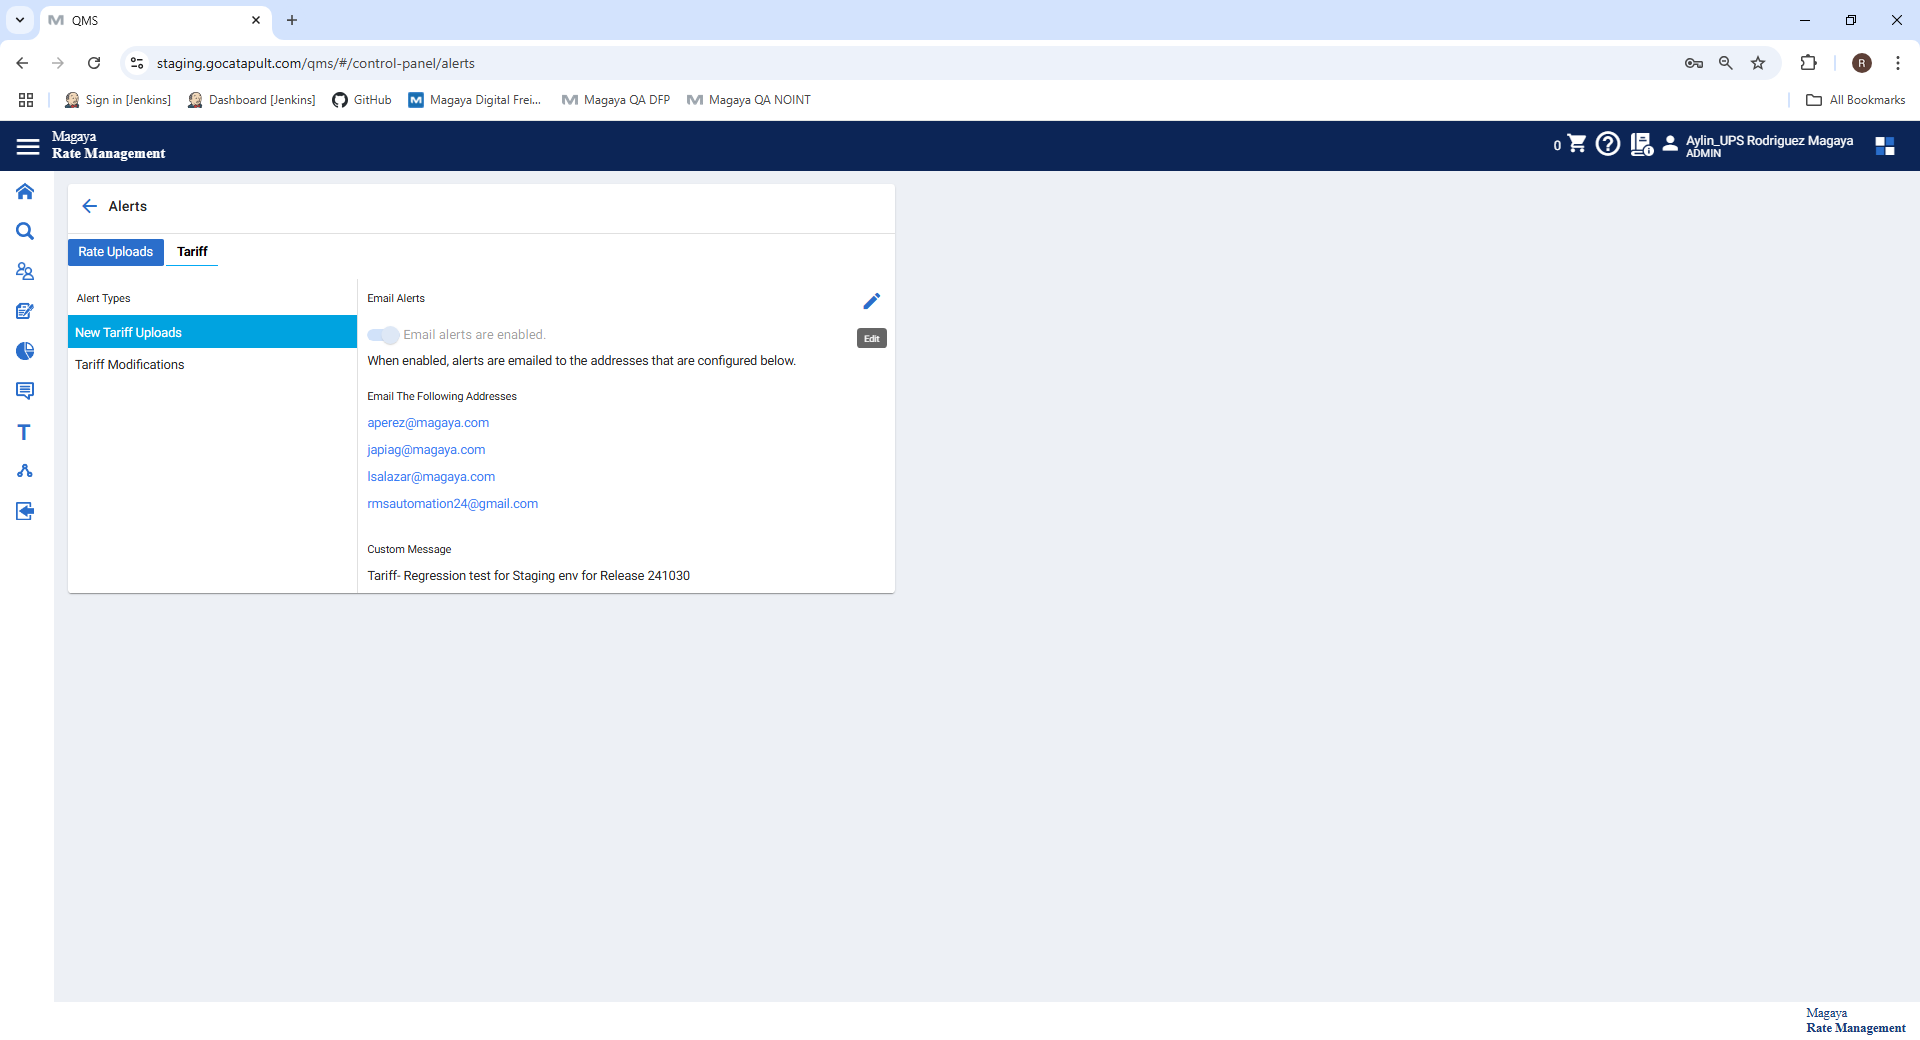 QMS
staging.gocatapult.com/qms/#/control-panel/alerts
R
Sign in [Jenkins]
Dashboard [Jenkins]
GitHub
Magaya Digital Frei...
Magaya QA DFP
Magaya QA NOINT
All Bookmarks
Magaya
Rate Management
0
Aylin_UPS Rodriguez Magaya
ADMIN
Alerts
Rate Uploads
Tariff
Alert Types
New Tariff Uploads
Tariff Modifications
Email Alerts
Email alerts are enabled.
Edit
When enabled, alerts are emailed to the addresses that are configured below.
Email The Following Addresses
aperez@magaya.com
japiag@magaya.com
lsalazar@magaya.com
rmsautomation24@gmail.com
Custom Message
Tariff- Regression test for Staging env for Release 241030
T
Magaya
Rate Management